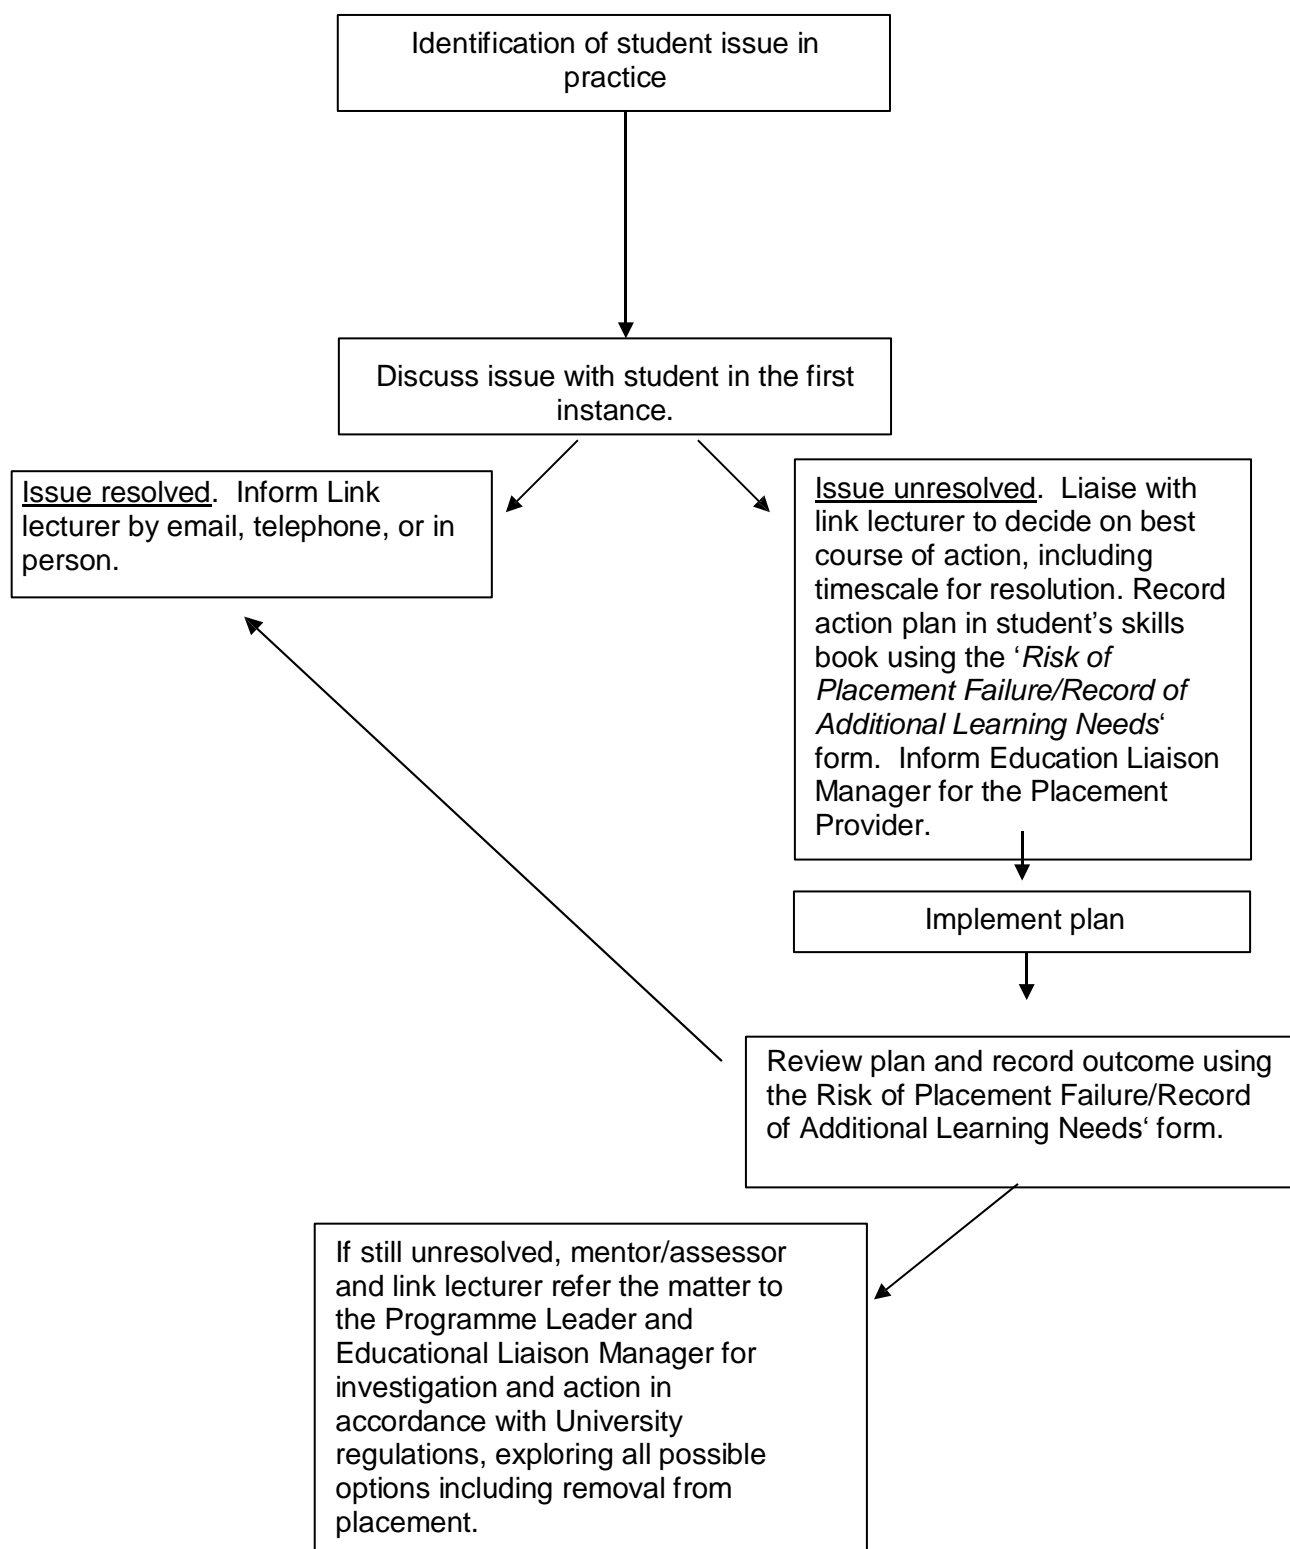 Identification of student issue in
practice
Discuss issue with student in the first
instance.
Issue resolved.  Inform Link
lecturer by email, telephone, or in
person.
Issue unresolved.  Liaise with
link lecturer to decide on best
course of action, including
timescale for resolution. Record
action plan in student’s skills
book using the ‘Risk of
Placement Failure/Record of
Additional Learning Needs‘
form.  Inform Education Liaison
Manager for the Placement
Provider.
Implement plan
Review plan and record outcome using
the Risk of Placement Failure/Record
of Additional Learning Needs‘ form.
If still unresolved, mentor/assessor
and link lecturer refer the matter to
the Programme Leader and
Educational Liaison Manager for
investigation and action in
accordance with University
regulations, exploring all possible
options including removal from
placement.